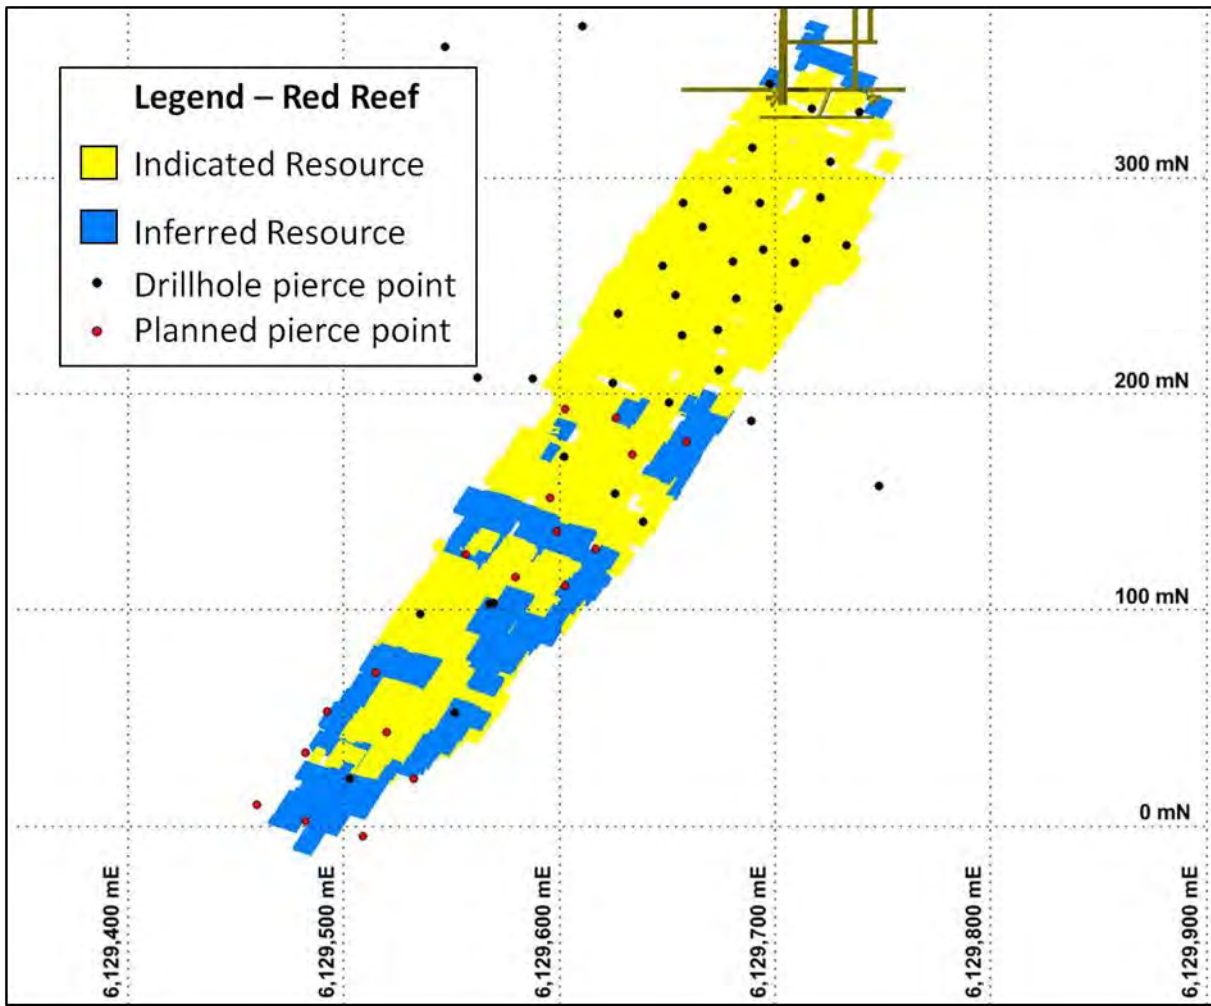 Legend – Red Reef
Indicated Resource
Inferred Resource
Drillhole pierce point
Planned pierce point
300 mN
200 mN
100 mN
0 mN
6,129,400 mE
6,129,500 mE
6,129,600 mE
6,129,700 mE
6,129,800 mE
6,129,900 mE